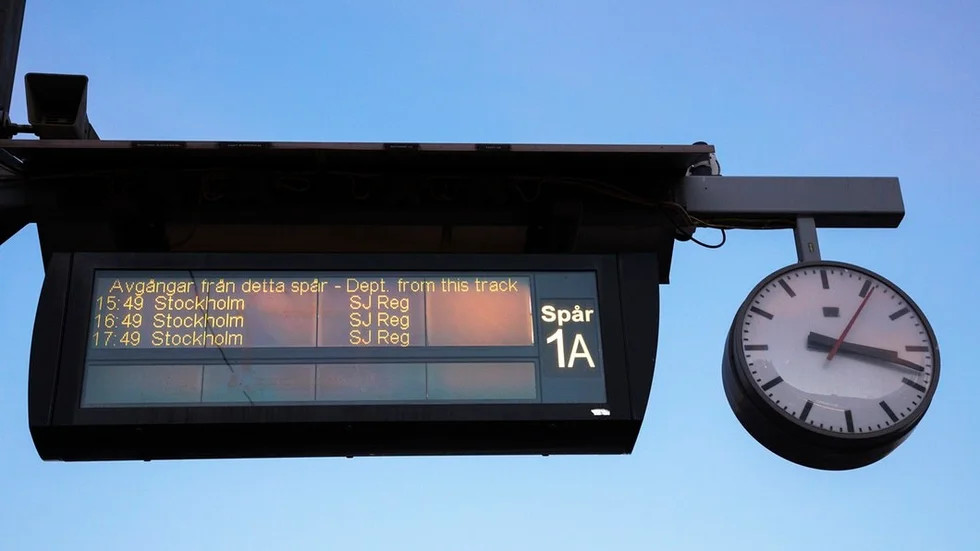 Avgångar från detta spår - Dept. from this track
15:49 Stockholm SJ Reg
16:49 Stockholm SJ Reg
17:49 Stockholm SJ Reg
Spår
1A